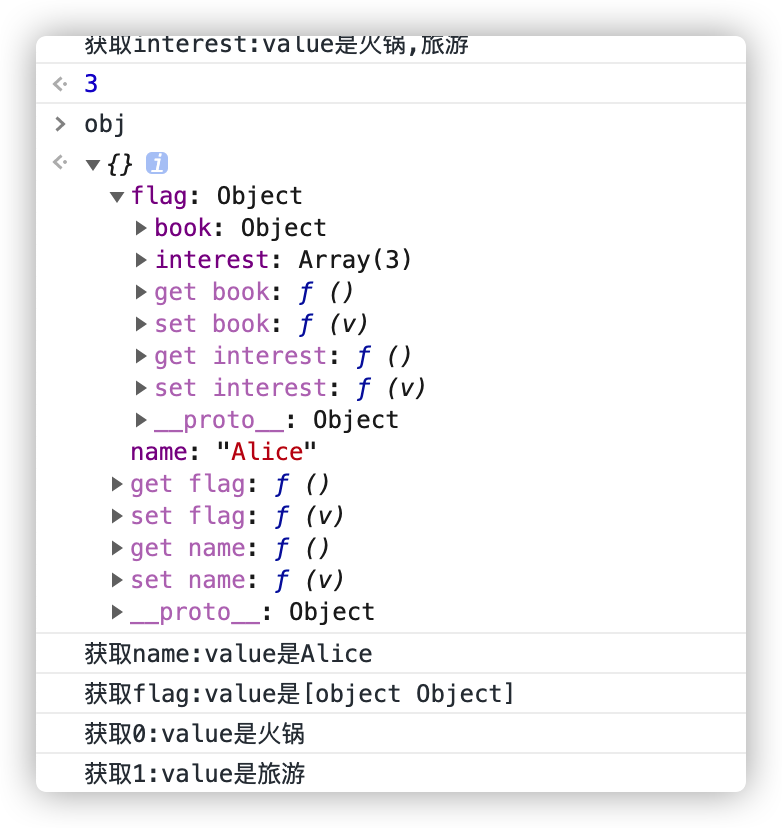 获取interest:value是火锅,旅游
3
obj
{} i
flag: Object
book: Object
interest: Array(3)
get book: ƒ ()
set book: ƒ (v)
get interest: ƒ ()
set interest: ƒ (v)
__proto__: Object
name: "Alice"
get flag: ƒ ()
set flag: ƒ (v)
get name: ƒ ()
set name: ƒ (v)
__proto__: Object
获取name:value是Alice
获取flag:value是[object Object]
获取0:value是火锅
获取1:value是旅游